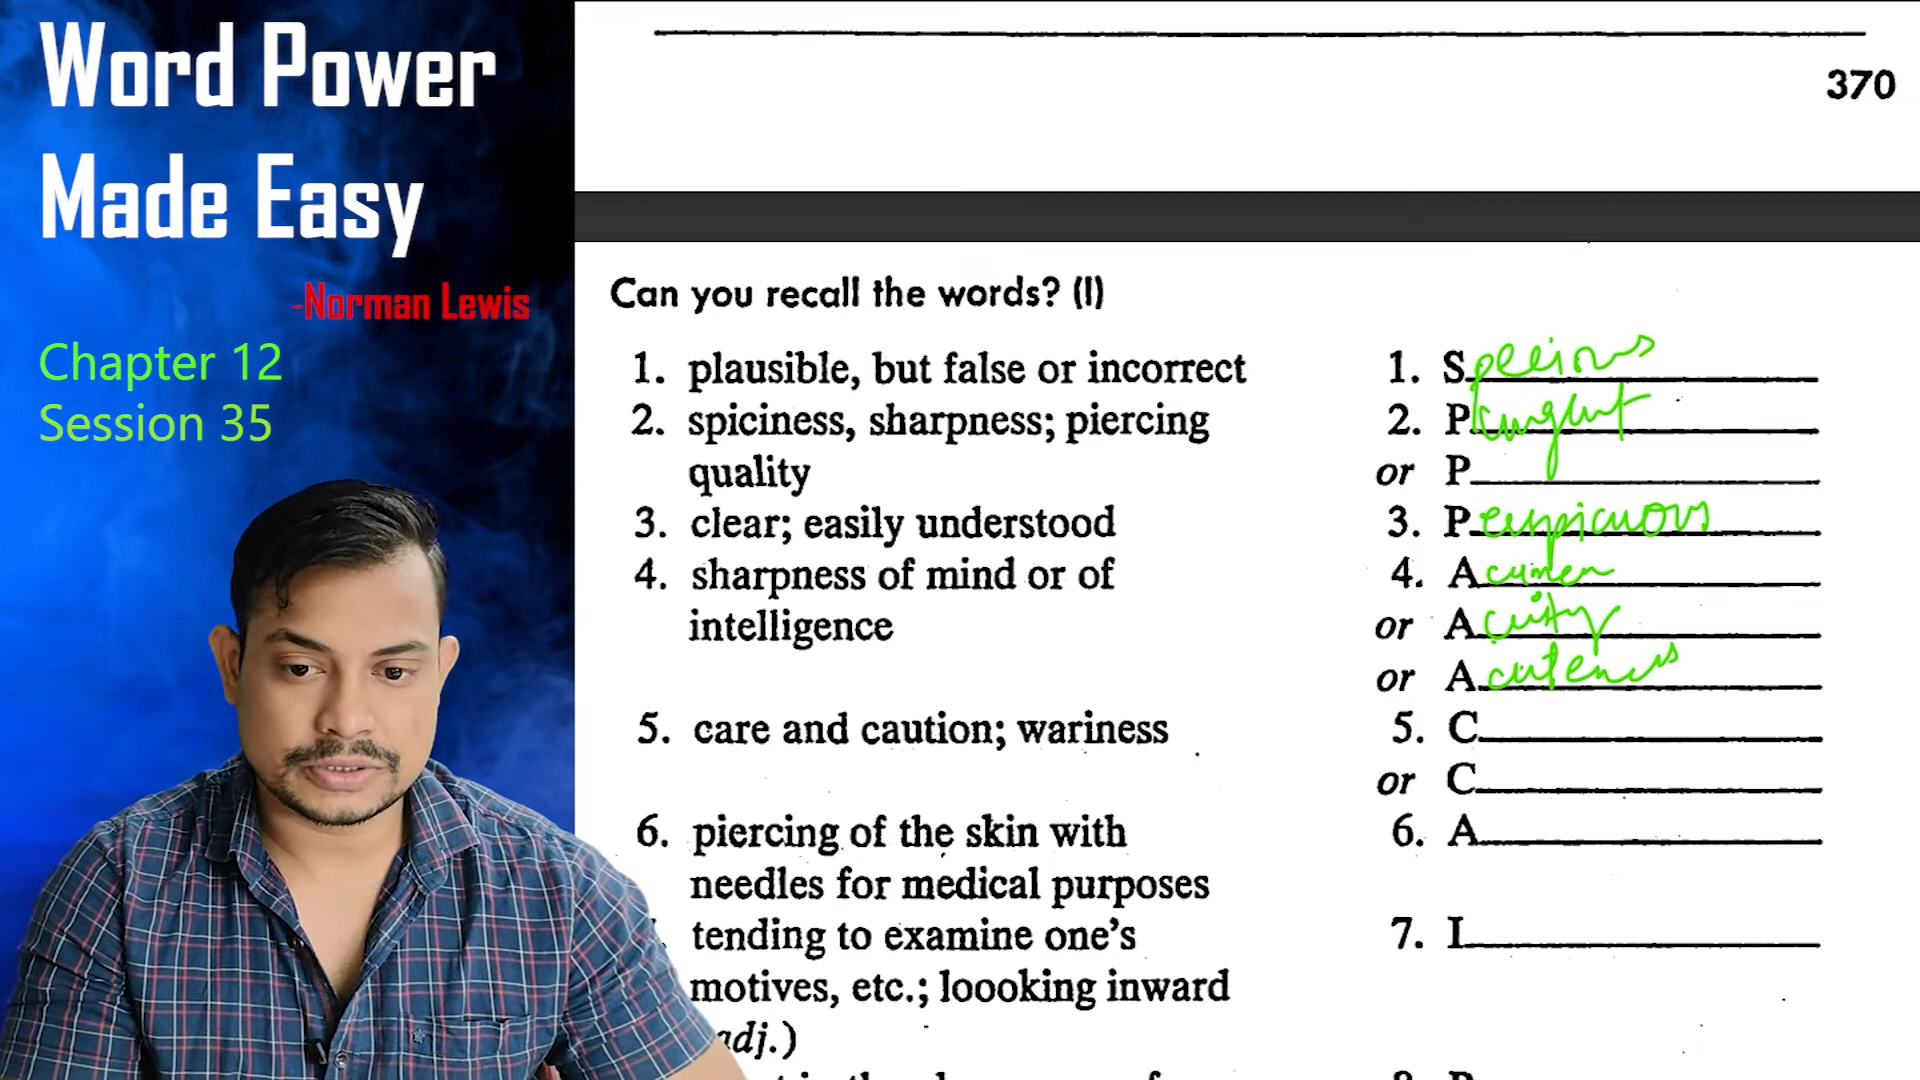 Word Power
Made Easy
-Norman Lewis
Chapter 12
Session 35
370
Can you recall the words? (I)
1. plausible, but false or incorrect 1. Specious
2. spiciness, sharpness; piercing 2. Pungent
quality or P
3. clear; easily understood 3. Perspicuous
4. sharpness of mind or of 4. Acumen
intelligence or Acuity
or Acuteness
5. care and caution; wariness 5. C
or C
6. piercing of the skin with 6. A
needles for medical purposes
tending to examine one's 7. I
motives, etc.; loooking inward
adj.)